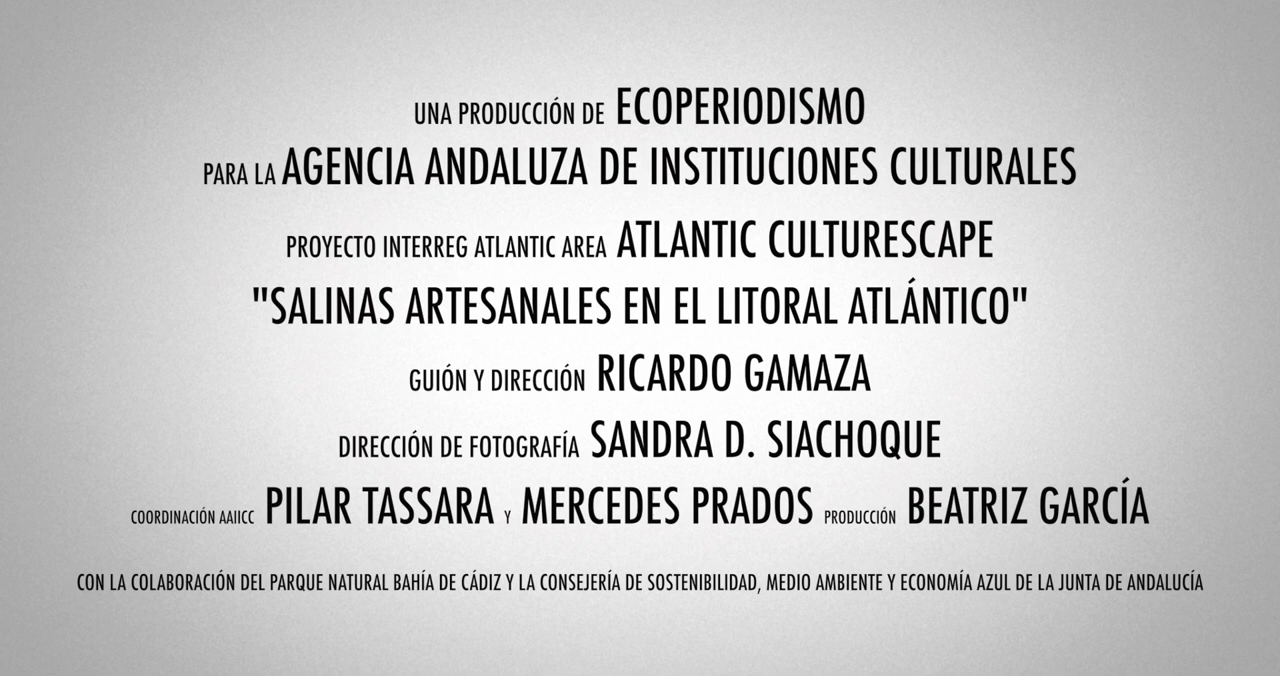 UNA PRODUCCIÓN DE ECOPERIODISMO
PARA LA AGENCIA ANDALUZA DE INSTITUCIONES CULTURALES
PROYECTO INTERREG ATLANTIC AREA ATLANTIC CULTURESCAPE
"SALINAS ARTESANALES EN EL LITORAL ATLÁNTICO"
GUIÓN Y DIRECCIÓN RICARDO GAMAZA
DIRECCIÓN DE FOTOGRAFÍA SANDRA D. SIACHOQUE
COORDINACIÓN AAIICC PILAR TASSARA Y MERCEDES PRADOS PRODUCCIÓN BEATRIZ GARCÍA
CON LA COLABORACIÓN DEL PARQUE NATURAL BAHÍA DE CÁDIZ Y LA CONSEJERÍA DE SOSTENIBILIDAD, MEDIO AMBIENTE Y ECONOMÍA AZUL DE LA JUNTA DE ANDALUCÍA